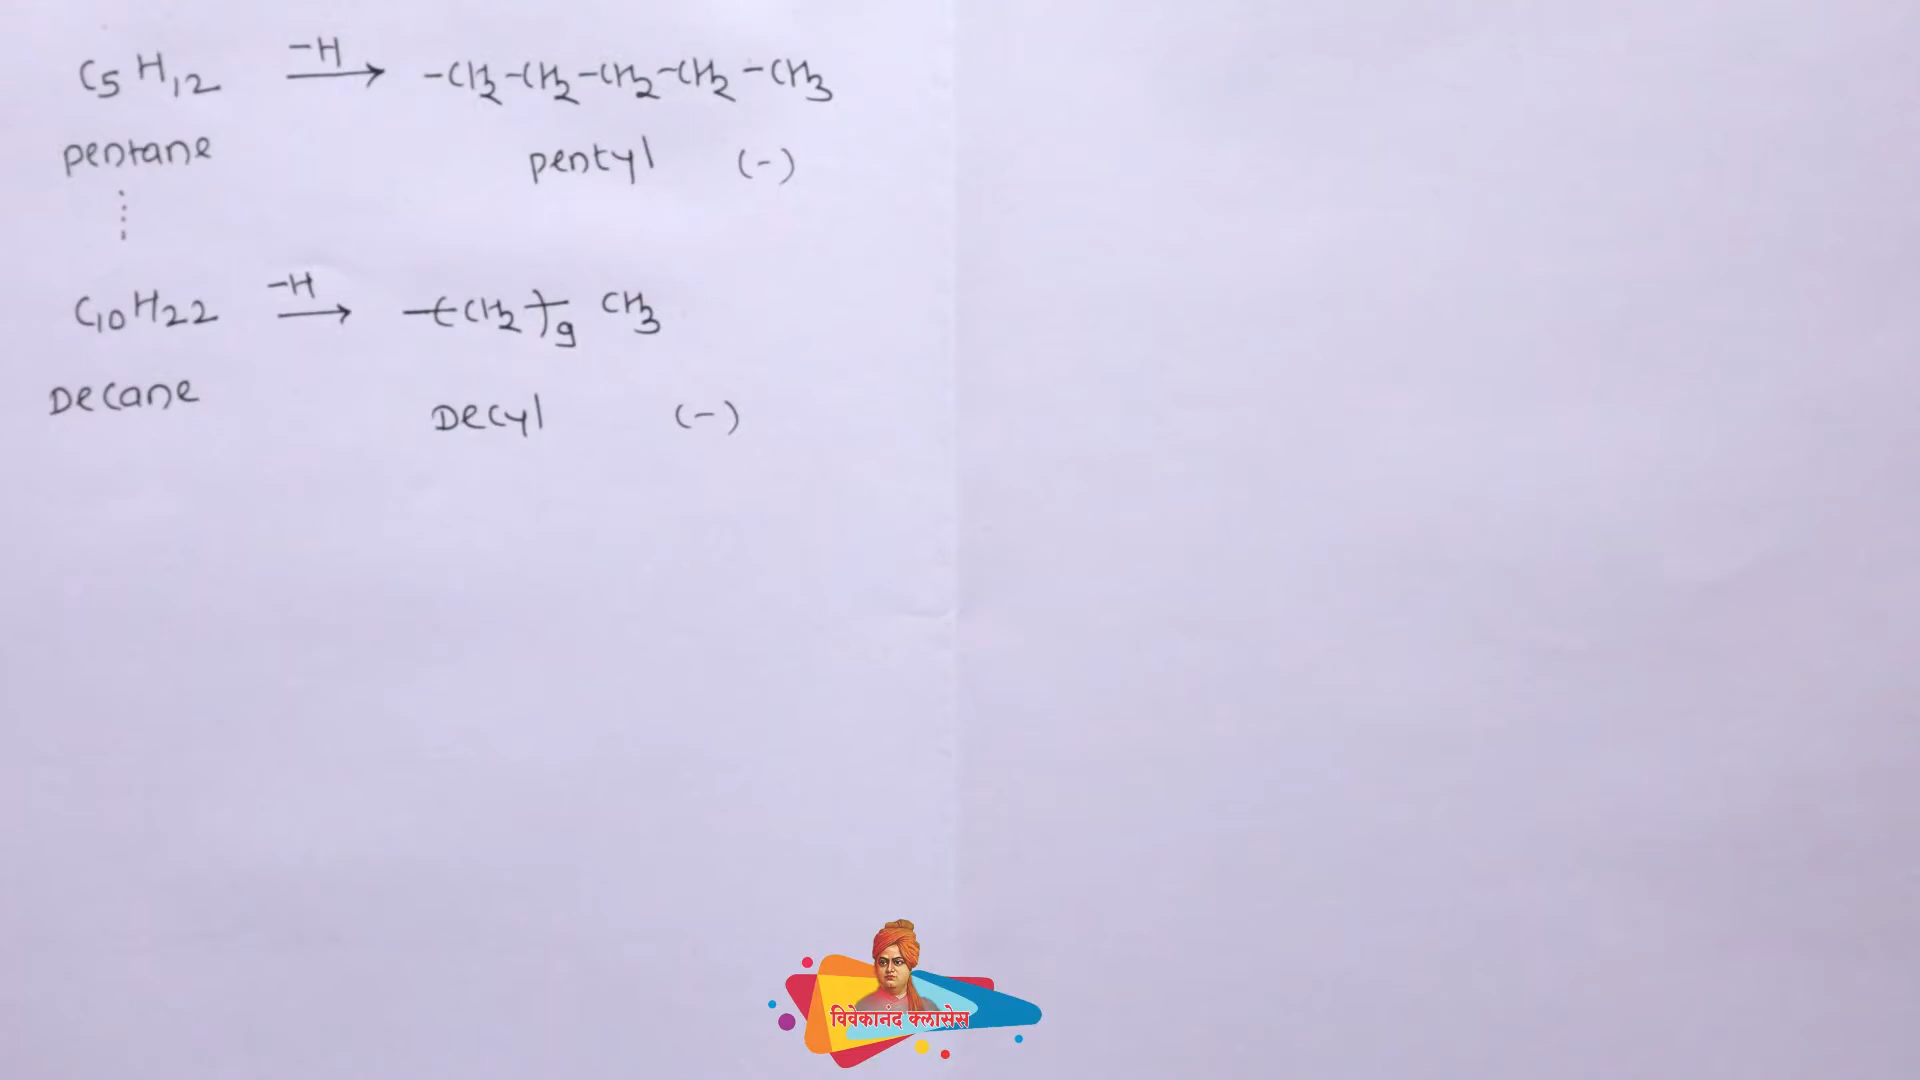 C₅H₁₂ —H→ -CH₂-CH₂-CH₂-CH₂-CH₃
pentane pentyl (-)
C₁₀H₂₂ -H→ -(CH₂)₉ CH₃
Decane Decyl (-)
विवेकानंद क्लासेस